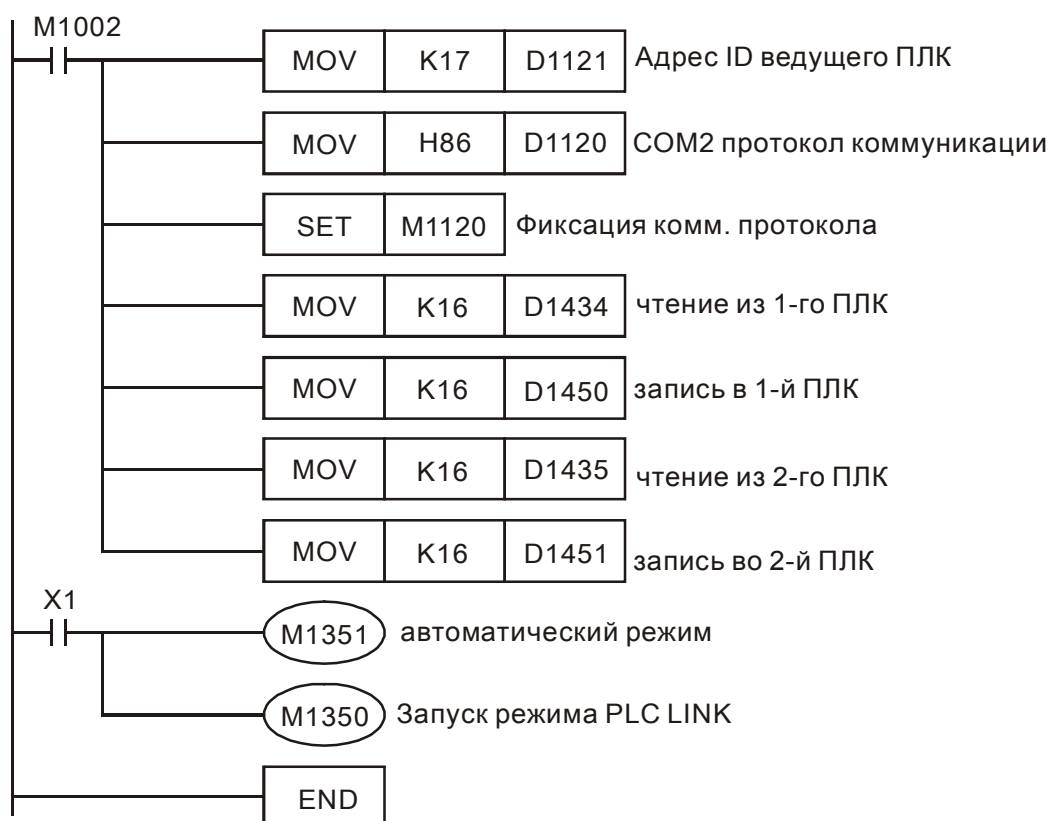 M1002
MOV K17 D1121 Адрес ID ведущего ПЛК
MOV H86 D1120 COM2 протокол коммуникации
SET M1120 Фиксация комм. протокола
MOV K16 D1434 чтение из 1-го ПЛК
MOV K16 D1450 запись в 1-й ПЛК
MOV K16 D1435 чтение из 2-го ПЛК
MOV K16 D1451 запись во 2-й ПЛК
X1
M1351 автоматический режим
M1350 Запуск режима PLC LINK
END